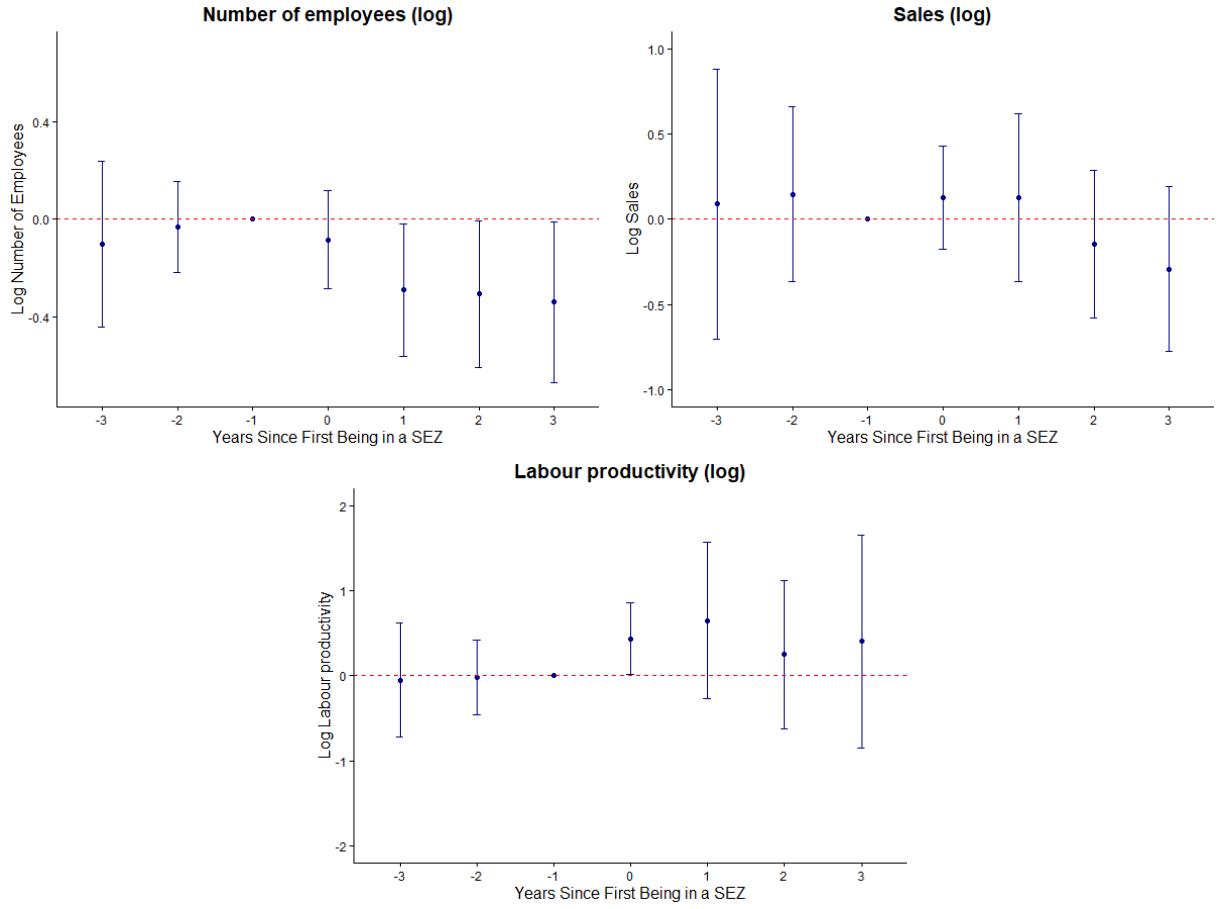 Number of employees (log)
Log Number of Employees
0.4
0.0
-0.4
-3 -2 -1 0 1 2 3
Years Since First Being in a SEZ
Sales (log)
Log Sales
1.0
0.5
0.0
-0.5
-1.0
-3 -2 -1 0 1 2 3
Years Since First Being in a SEZ
Labour productivity (log)
Log Labour productivity
2
1
0
-1
-2
-3 -2 -1 0 1 2 3
Years Since First Being in a SEZ